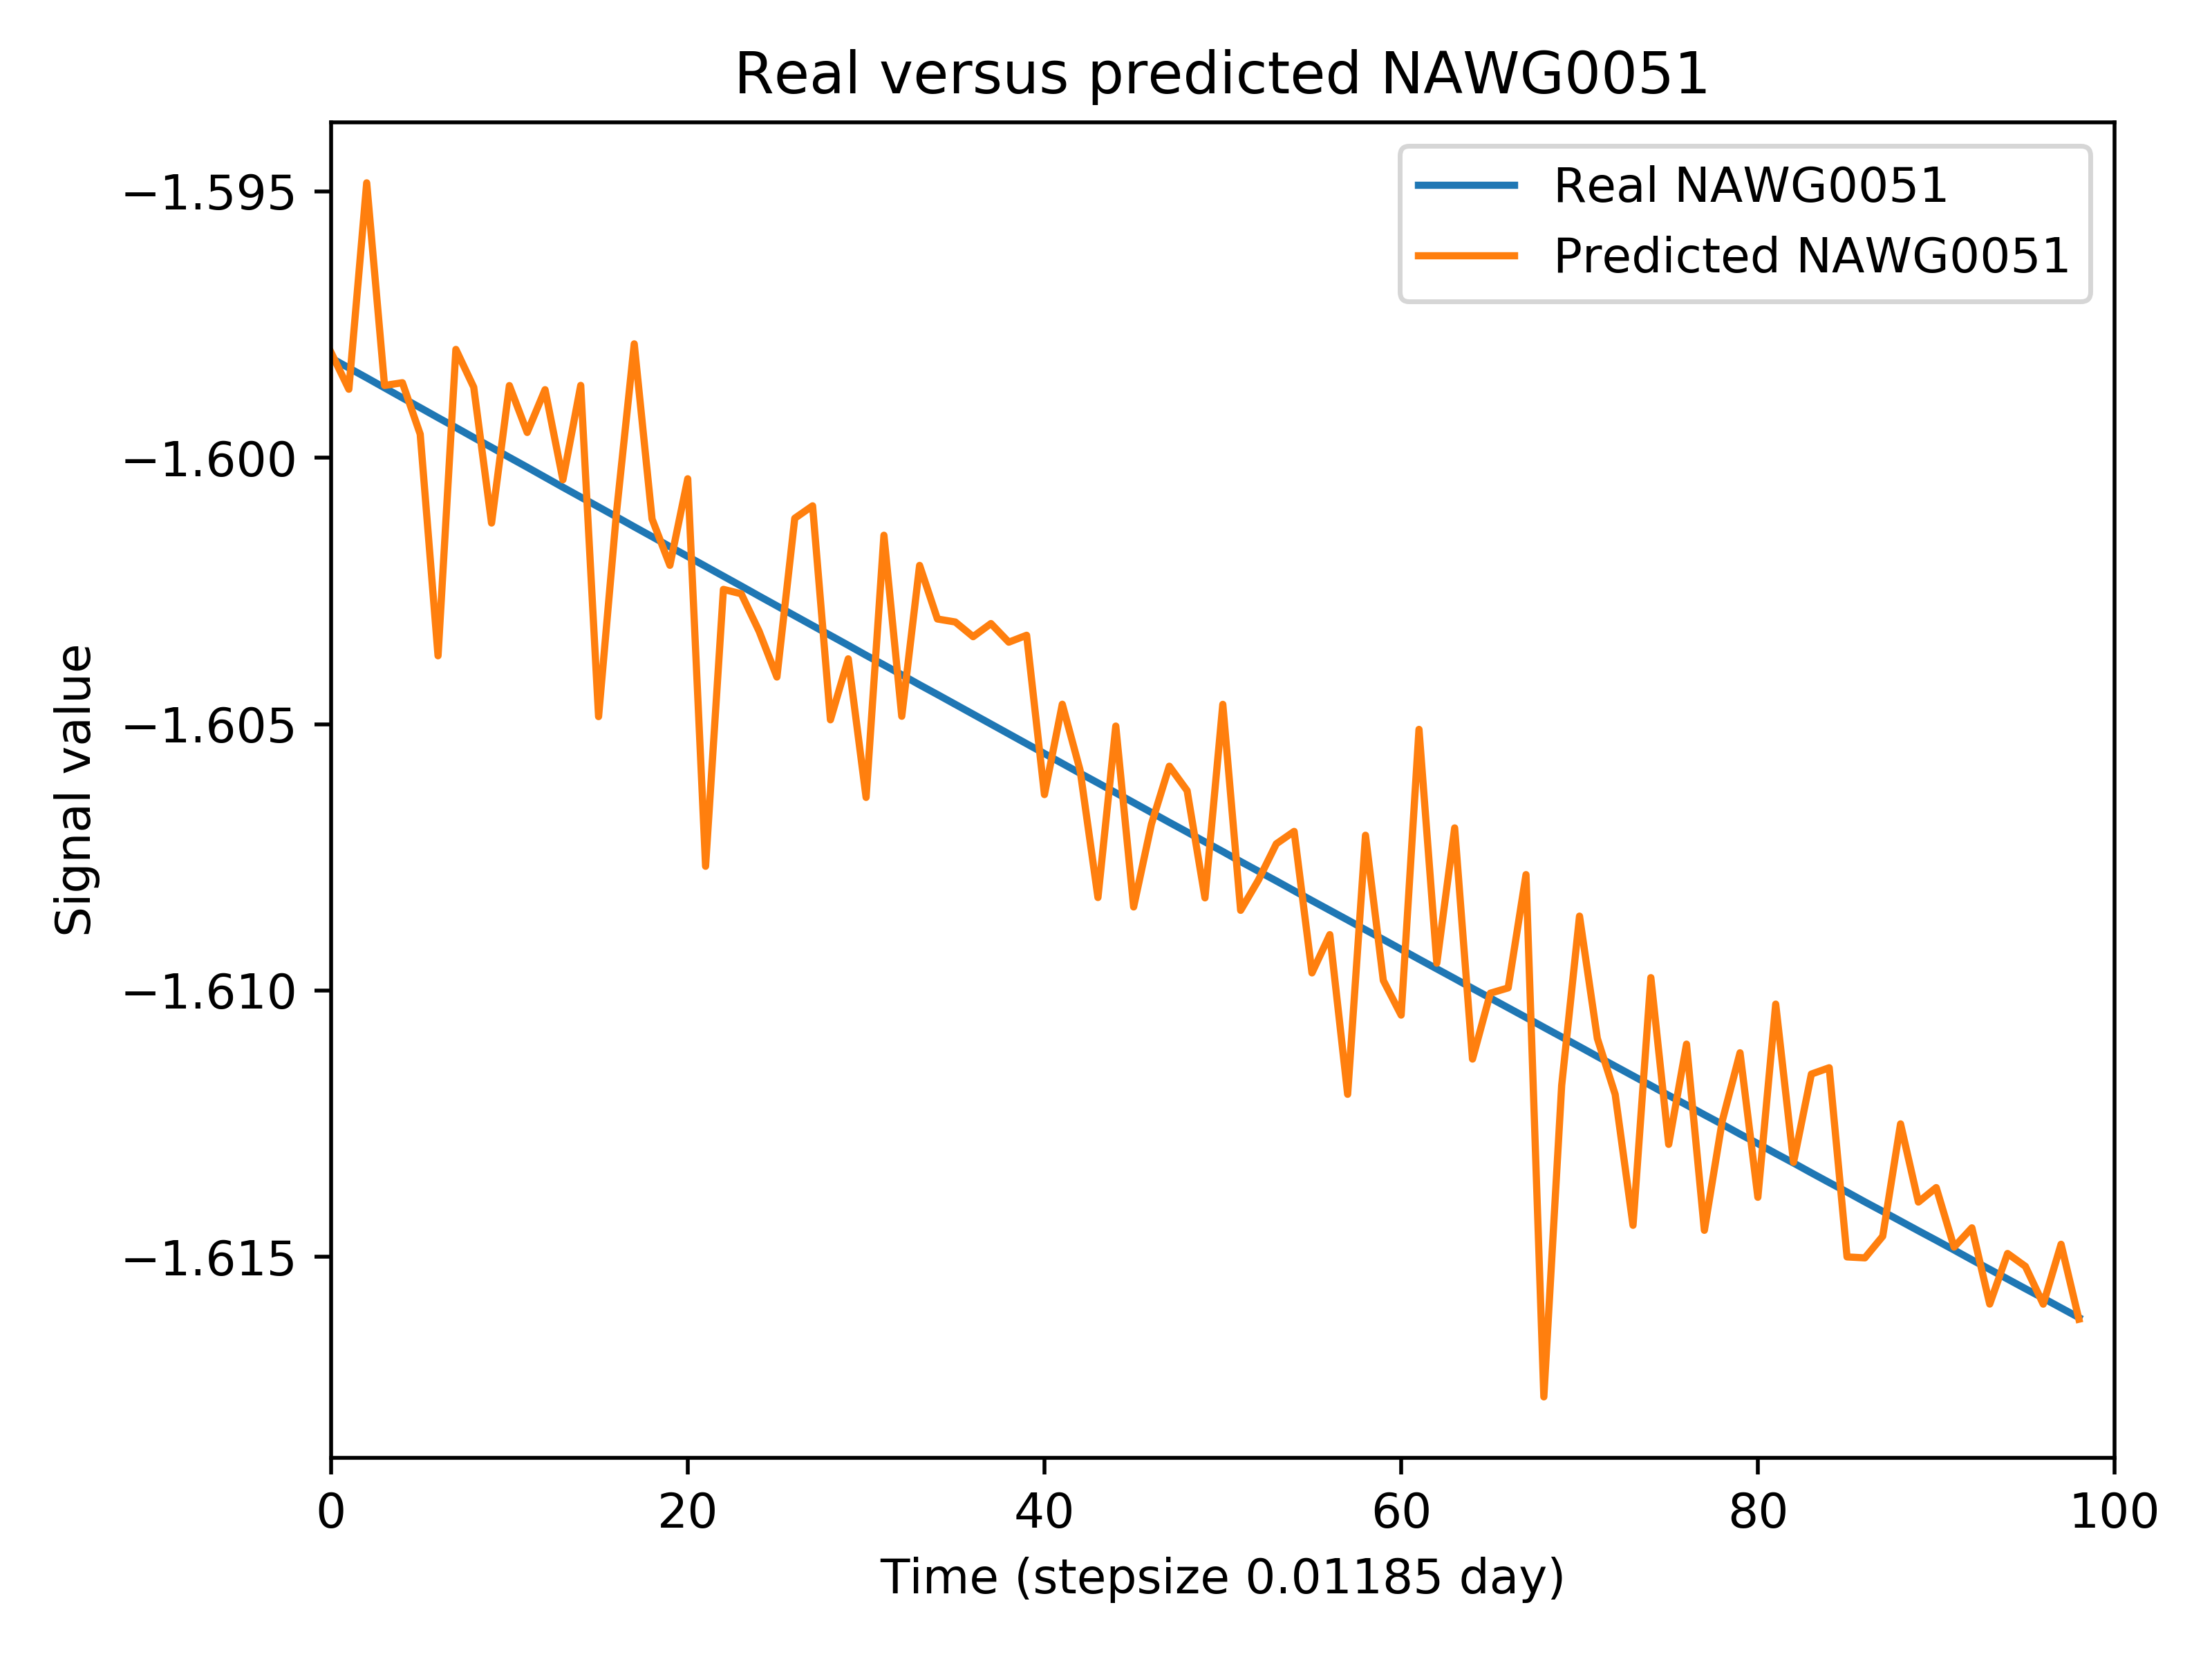 Real versus predicted NAWG0051
Real NAWG0051
Predicted NAWG0051
−1.595
−1.600
−1.605
−1.610
−1.615
Signal value
0 20 40 60 80 100
Time (stepsize 0.01185 day)